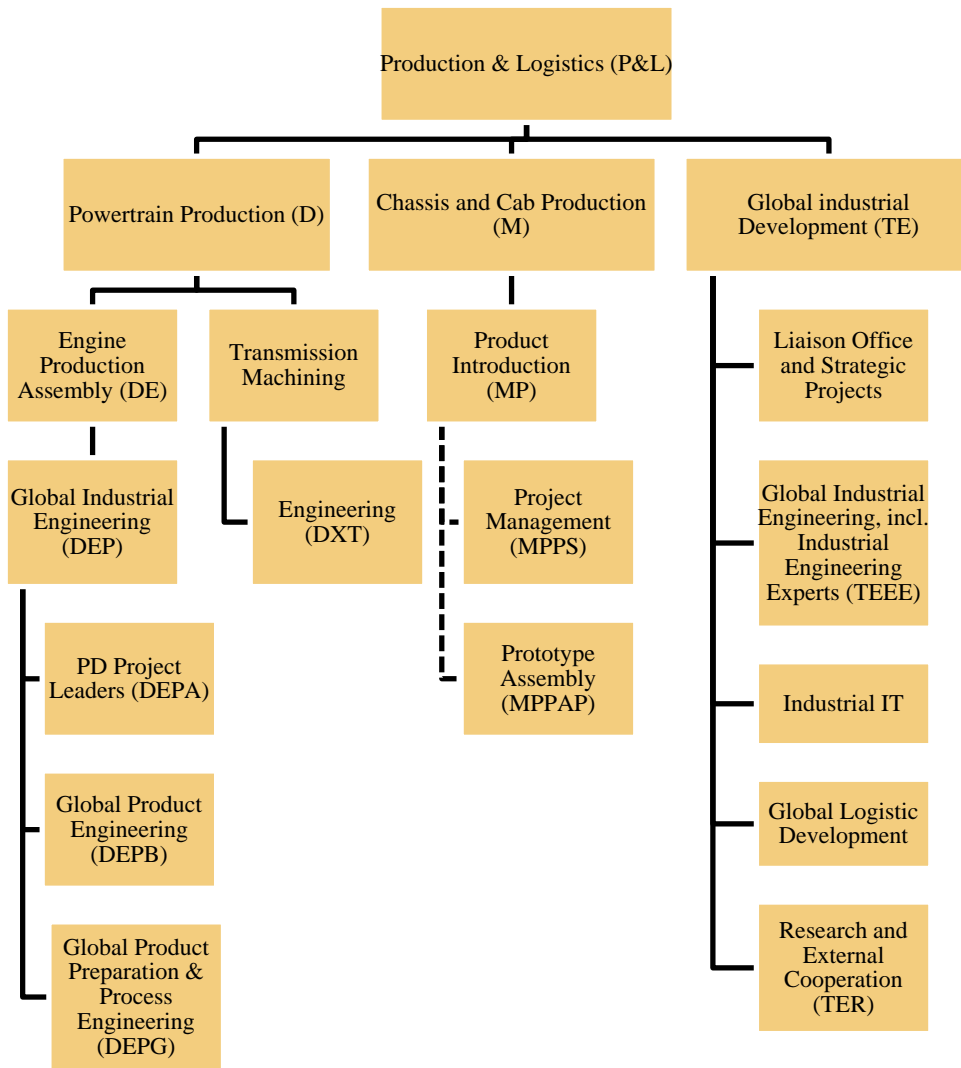 Production & Logistics (P&L)
Powertrain Production (D)
Chassis and Cab Production
(M)
Global industrial
Development (TE)
Engine
Production
Assembly (DE)
Transmission
Machining
Product
Introduction
(MP)
Liaison Office
and Strategic
Projects
Global Industrial
Engineering
(DEP)
Engineering
(DXT)
Project
Management
(MPPS)
Global Industrial
Engineering, incl.
Industrial
Engineering
Experts (TEEE)
PD Project
Leaders (DEPA)
Prototype
Assembly
(MPPAP)
Industrial IT
Global Product
Engineering
(DEPB)
Global Logistic
Development
Global Product
Preparation &
Process
Engineering
(DEPG)
Research and
External
Cooperation
(TER)